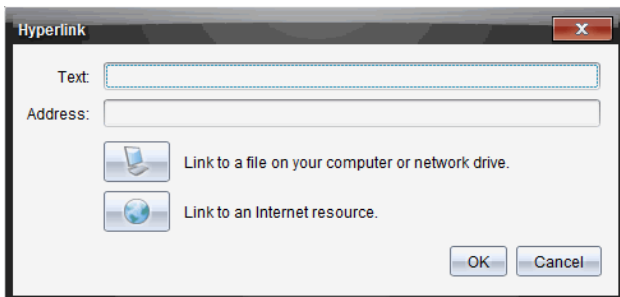 Hyperlink
Text:
Address:
Link to a file on your computer or network drive.
Link to an Internet resource.
OK Cancel